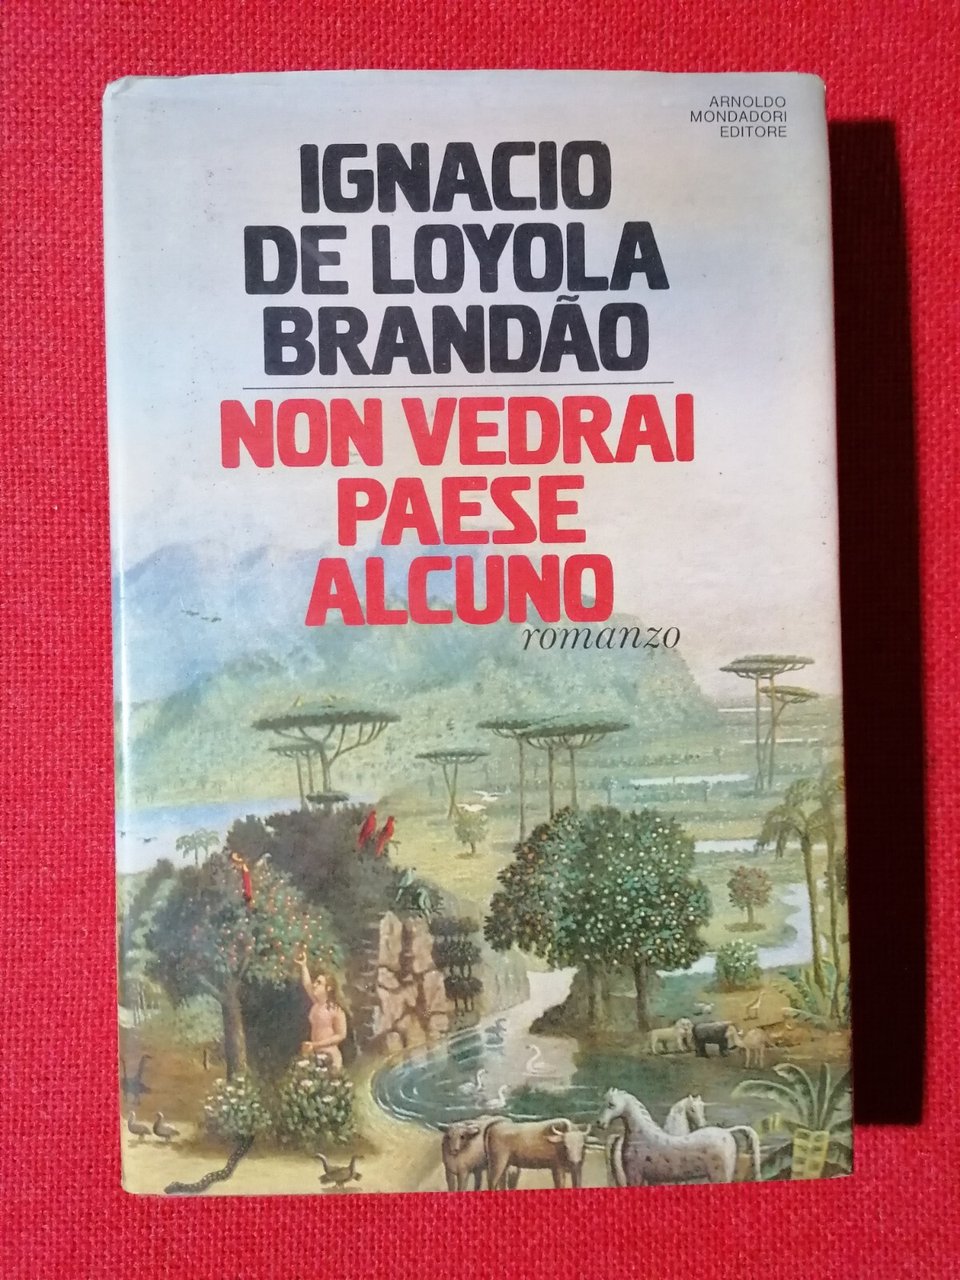 ARNOLDO
MONDADORI
EDITORE
IGNACIO
DE LOYOLA
BRANDÃO
NON VEDRAI
PAESE
ALCUNO
romanzo